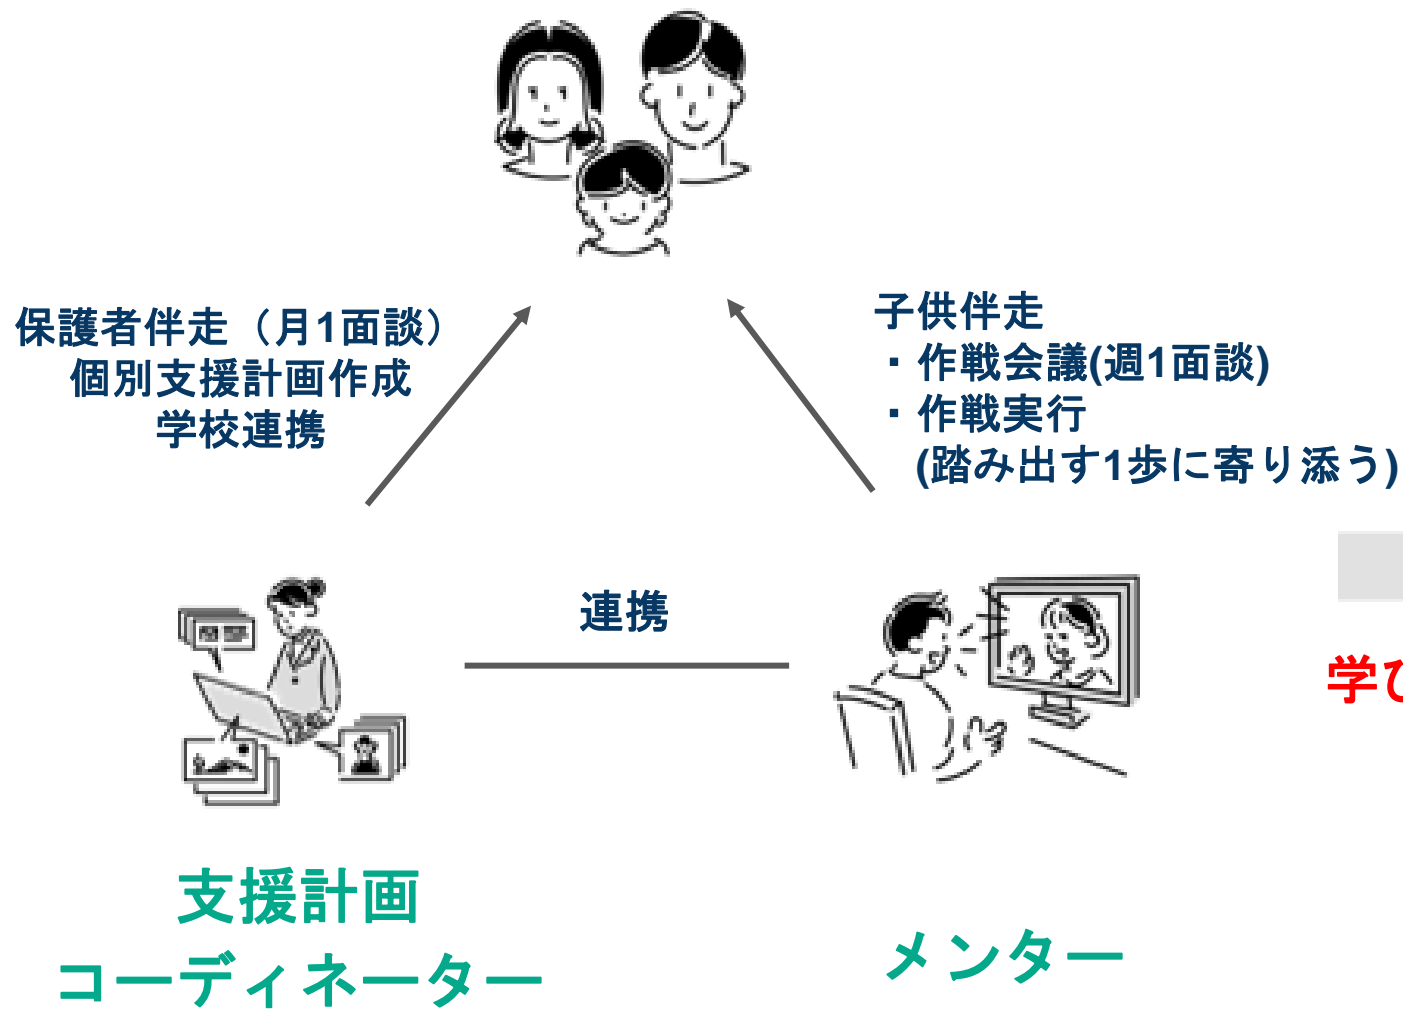 保護者伴走（月1面談）
個別支援計画作成
学校連携
子供伴走
・作戦会議(週1面談)
・作戦実行
(踏み出す1歩に寄り添う)
連携
学び
支援計画
コーディネーター
メンター